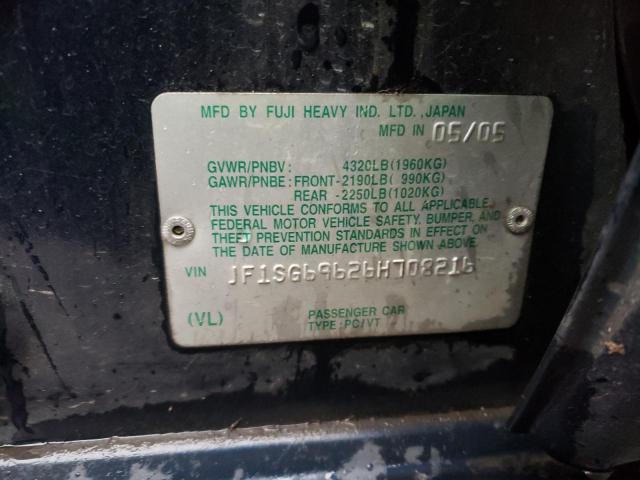 MFD BY FUJI HEAVY IND. LTD., JAPAN
MFD IN 05/05
GVWR/PNBV: 4320LB(1960KG)
GAWR/PNBE: FRONT-2190LB( 990KG)
REAR -2250LB(1020KG)
THIS VEHICLE CONFORMS TO ALL APPLICABLE
FEDERAL MOTOR VEHICLE SAFETY, BUMPER, AND
THEFT PREVENTION STANDARDS IN EFFECT ON
THE DATE OF MANUFACTURE SHOWN ABOVE.
VIN JF1SG69626H708216
(VL) PASSENGER CAR
TYPE:PC/VT